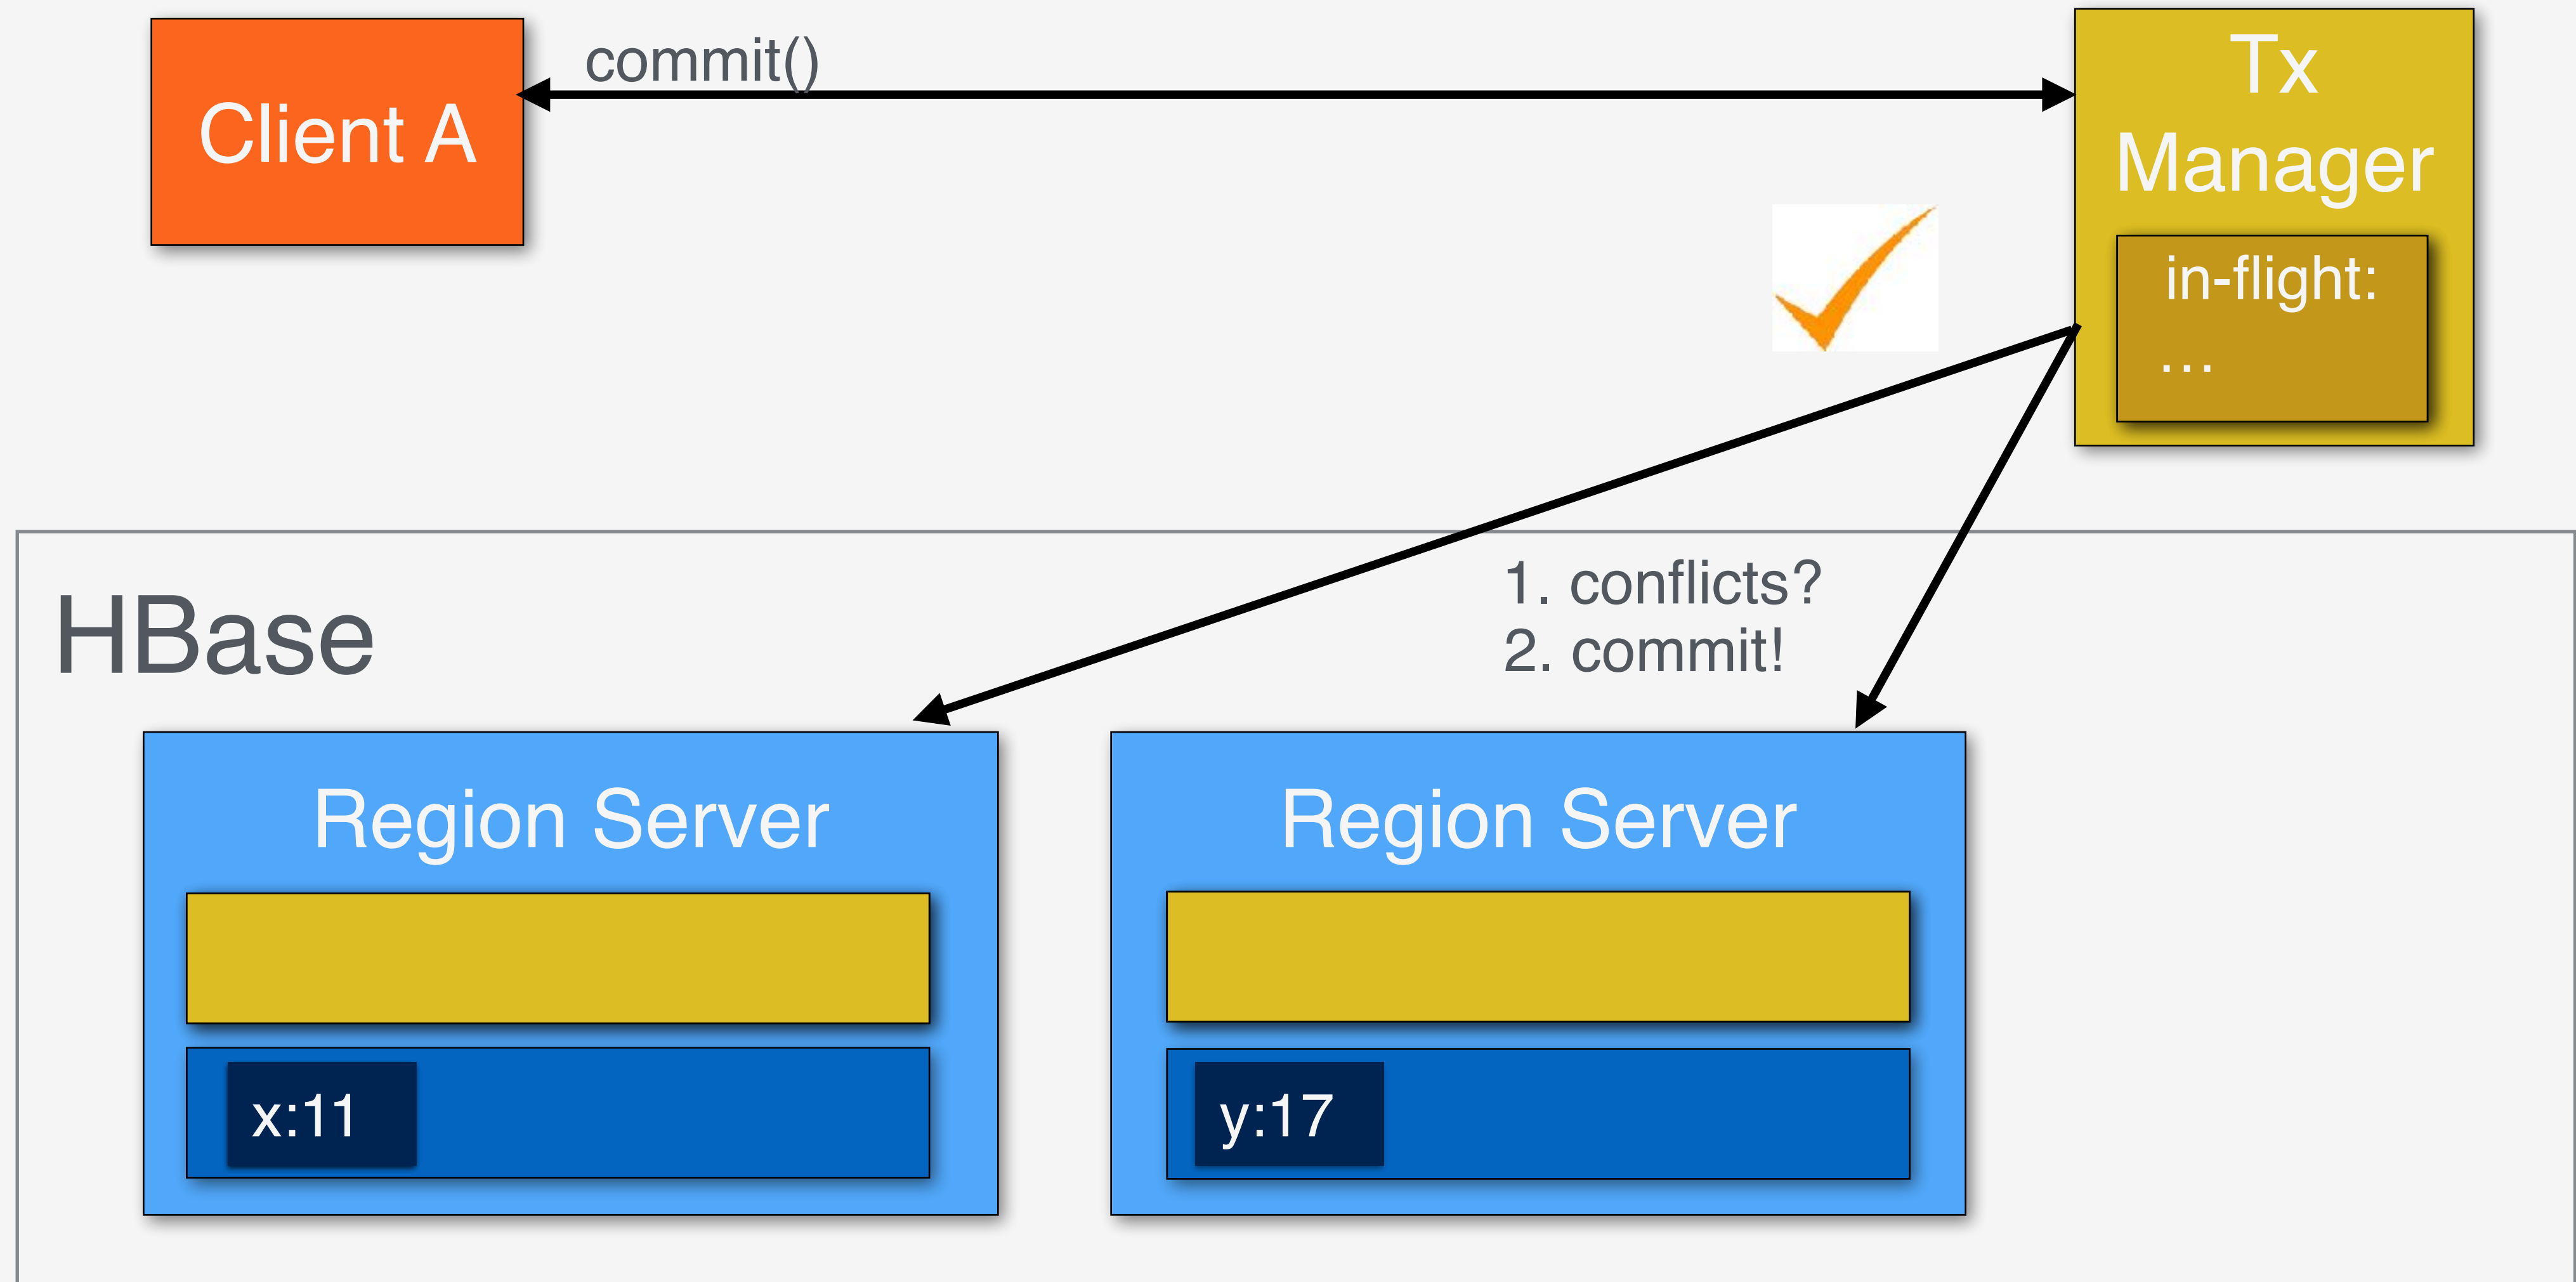 commit()
Client A
Tx
Manager
in-flight:
…
HBase
1. conflicts?
2. commit!
Region Server
Region Server
x:11
y:17